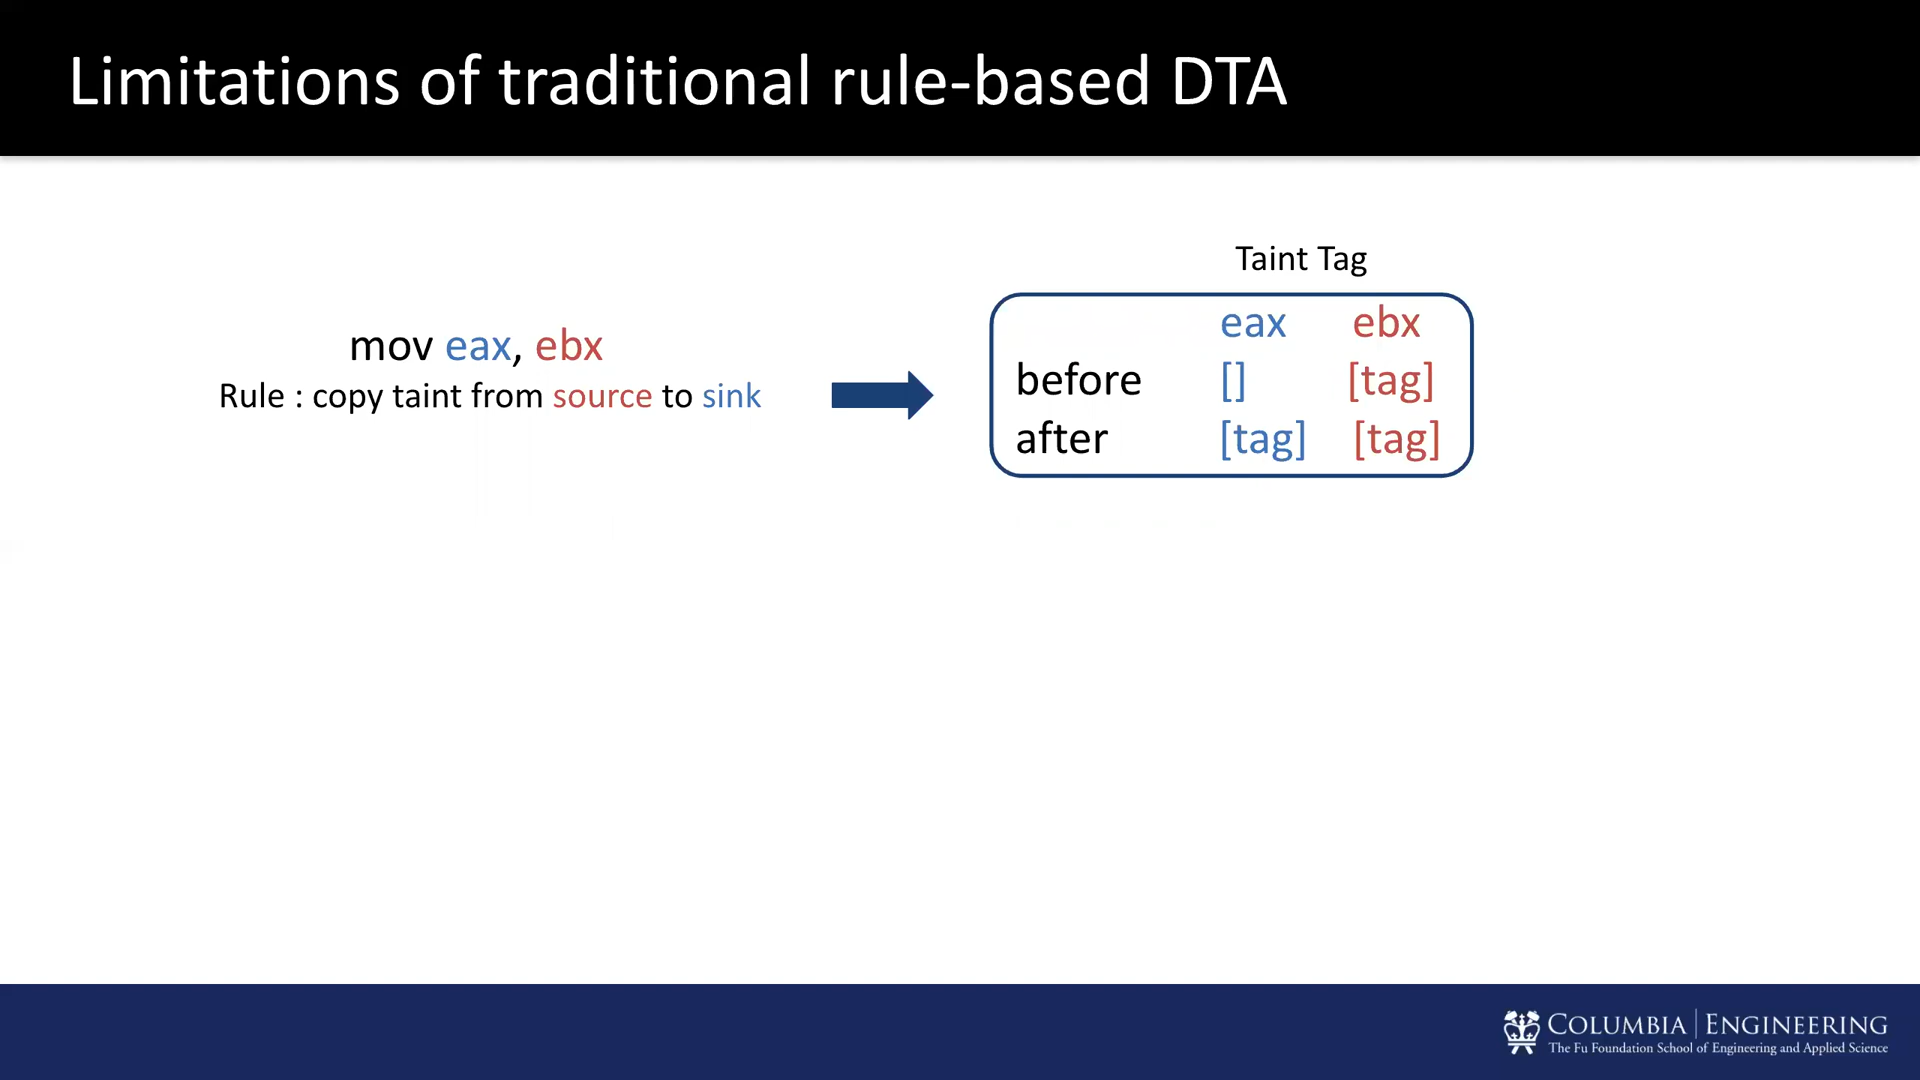 Limitations of traditional rule-based DTA
Taint Tag
mov eax, ebx
Rule : copy taint from source to sink
eax ebx
before [] [tag]
after [tag] [tag]
COLUMBIA | ENGINEERING
The Fu Foundation School of Engineering and Applied Science